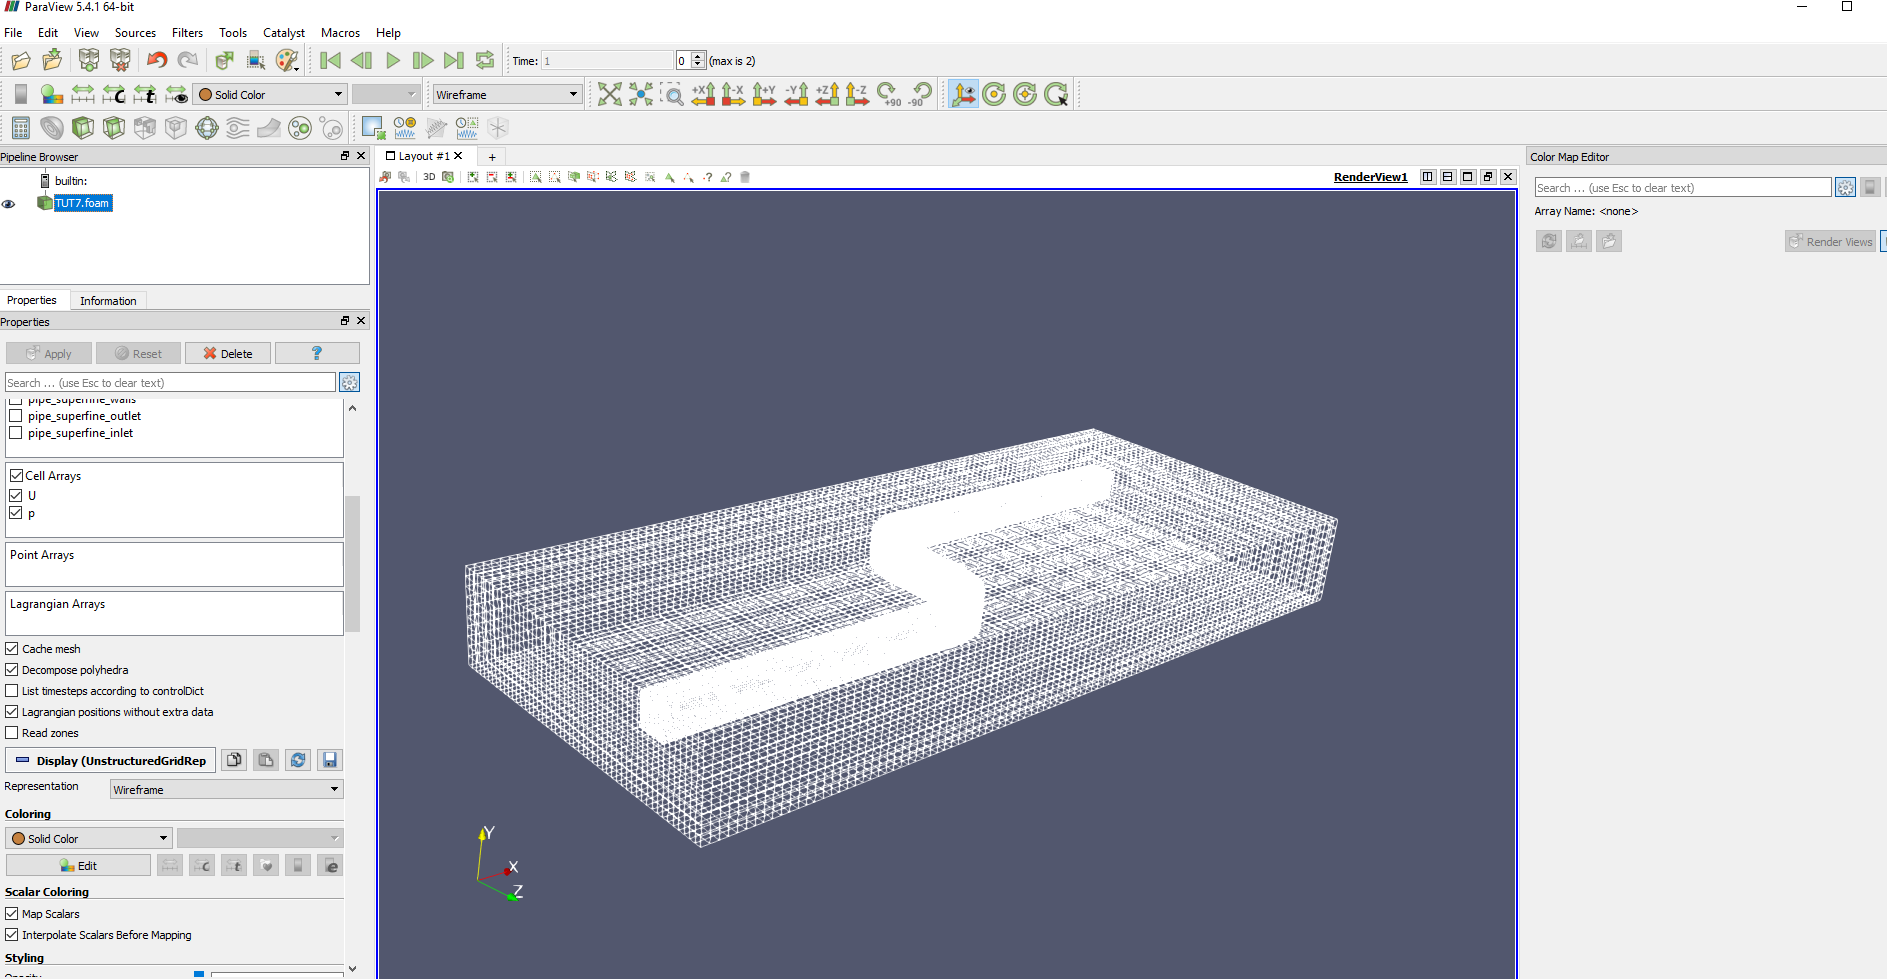 ParaView 5.4.1 64-bit
File Edit View Sources Filters Tools Catalyst Macros Help
Time: 1 0 (max is 2)
Solid Color Wireframe +X -X +Y -Y +Z -Z +90 -90
Pipeline Browser
builtin:
TUT7.foam
Properties Information
Properties
Apply Reset Delete ?
Search ... (use Esc to clear text)
pipe_superfine_walls
pipe_superfine_outlet
pipe_superfine_inlet
Cell Arrays
U
p
Point Arrays
Lagrangian Arrays
Cache mesh
Decompose polyhedra
List timesteps according to controlDict
Lagrangian positions without extra data
Read zones
Display (UnstructuredGridRep
Representation Wireframe
Coloring
Solid Color
Edit
Scalar Coloring
Map Scalars
Interpolate Scalars Before Mapping
Styling
Opacity
Layout #1 +
3D RenderView1
Y
X
Z
Color Map Editor
Search ... (use Esc to clear text)
Array Name: <none>
Render Views